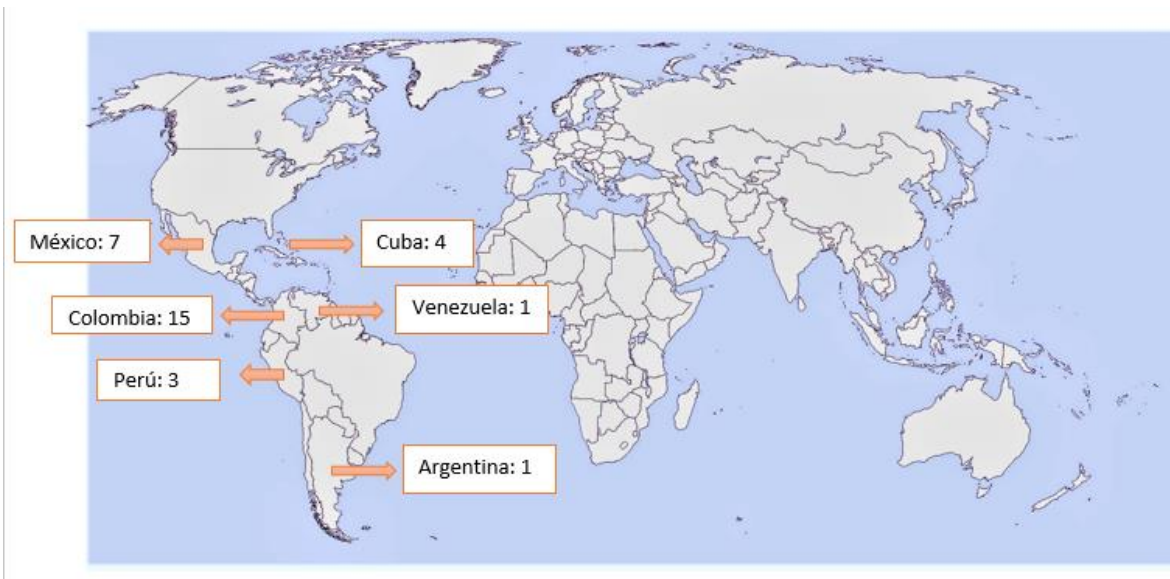 México: 7
Cuba: 4
Colombia: 15
Venezuela: 1
Perú: 3
Argentina: 1